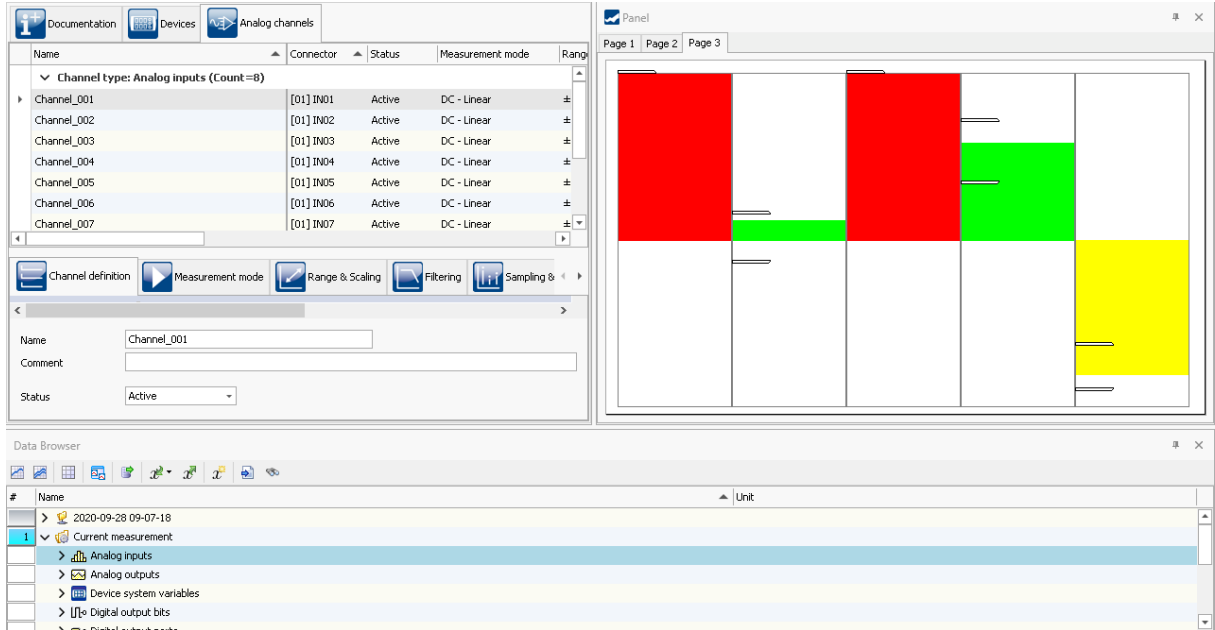 Documentation Devices Analog channels
Name Connector Status Measurement mode Rang
Channel type: Analog inputs (Count=8)
Channel_001 [01] IN01 Active DC - Linear ±
Channel_002 [01] IN02 Active DC - Linear ±
Channel_003 [01] IN03 Active DC - Linear ±
Channel_004 [01] IN04 Active DC - Linear ±
Channel_005 [01] IN05 Active DC - Linear ±
Channel_006 [01] IN06 Active DC - Linear ±
Channel_007 [01] IN07 Active DC - Linear ±
Channel definition Measurement mode Range & Scaling Filtering Sampling &
Name Channel_001
Comment
Status Active
Panel
Page 1 Page 2 Page 3
Data Browser
# Name Unit
2020-09-28 09-07-18
1 Current measurement
Analog inputs
Analog outputs
Device system variables
Digital output bits